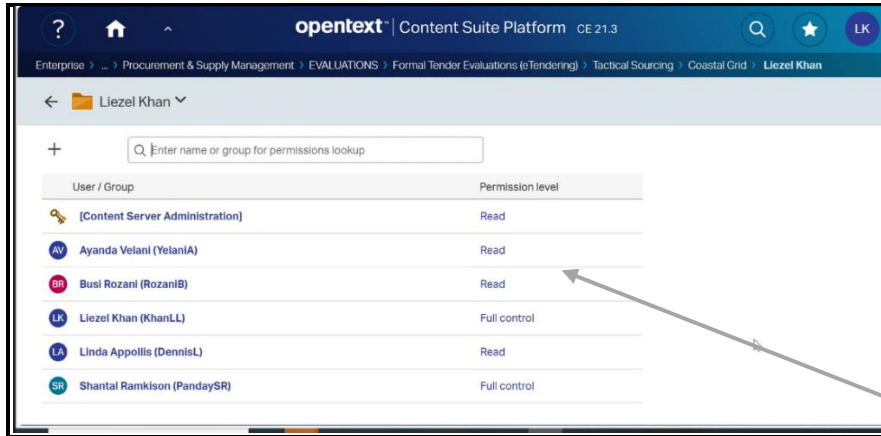 ? opentext™ | Content Suite Platform CE 21.3 LK
Enterprise > ... > Procurement & Supply Management > EVALUATIONS > Formal Tender Evaluations (eTendering) > Tactical Sourcing > Coastal Grid > Liezel Khan
Liezel Khan
Enter name or group for permissions lookup
User / Group Permission level
[Content Server Administration] Read
AV Ayanda Velani (YelaniA) Read
BR Busi Rozani (RozaniB) Read
LK Liezel Khan (KhanLL) Full control
LA Linda Appollis (DennisL) Read
SR Shantal Ramkison (PandaySR) Full control